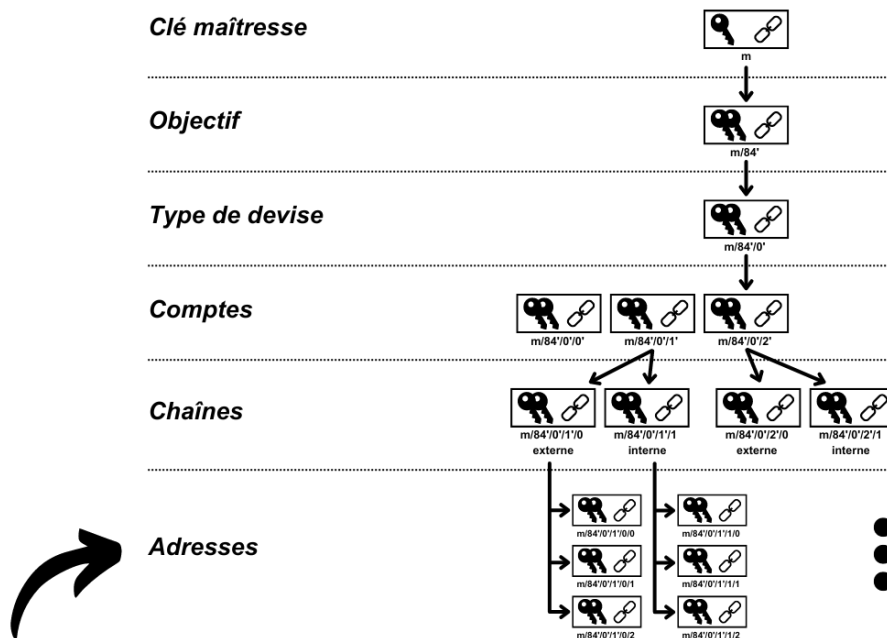 Clé maîtresse
m
Objectif
m/84'
Type de devise
m/84'/0'
Comptes
m/84'/0'/0' m/84'/0'/1' m/84'/0'/2'
Chaînes
m/84'/0'/1'/0 m/84'/0'/1'/1 m/84'/0'/2'/0 m/84'/0'/2'/1
externe interne externe interne
m/84'/0'/1'/0/0 m/84'/0'/1'/1/0
Adresses
m/84'/0'/1'/0/1 m/84'/0'/1'/1/1
m/84'/0'/1'/0/2 m/84'/0'/1'/1/2